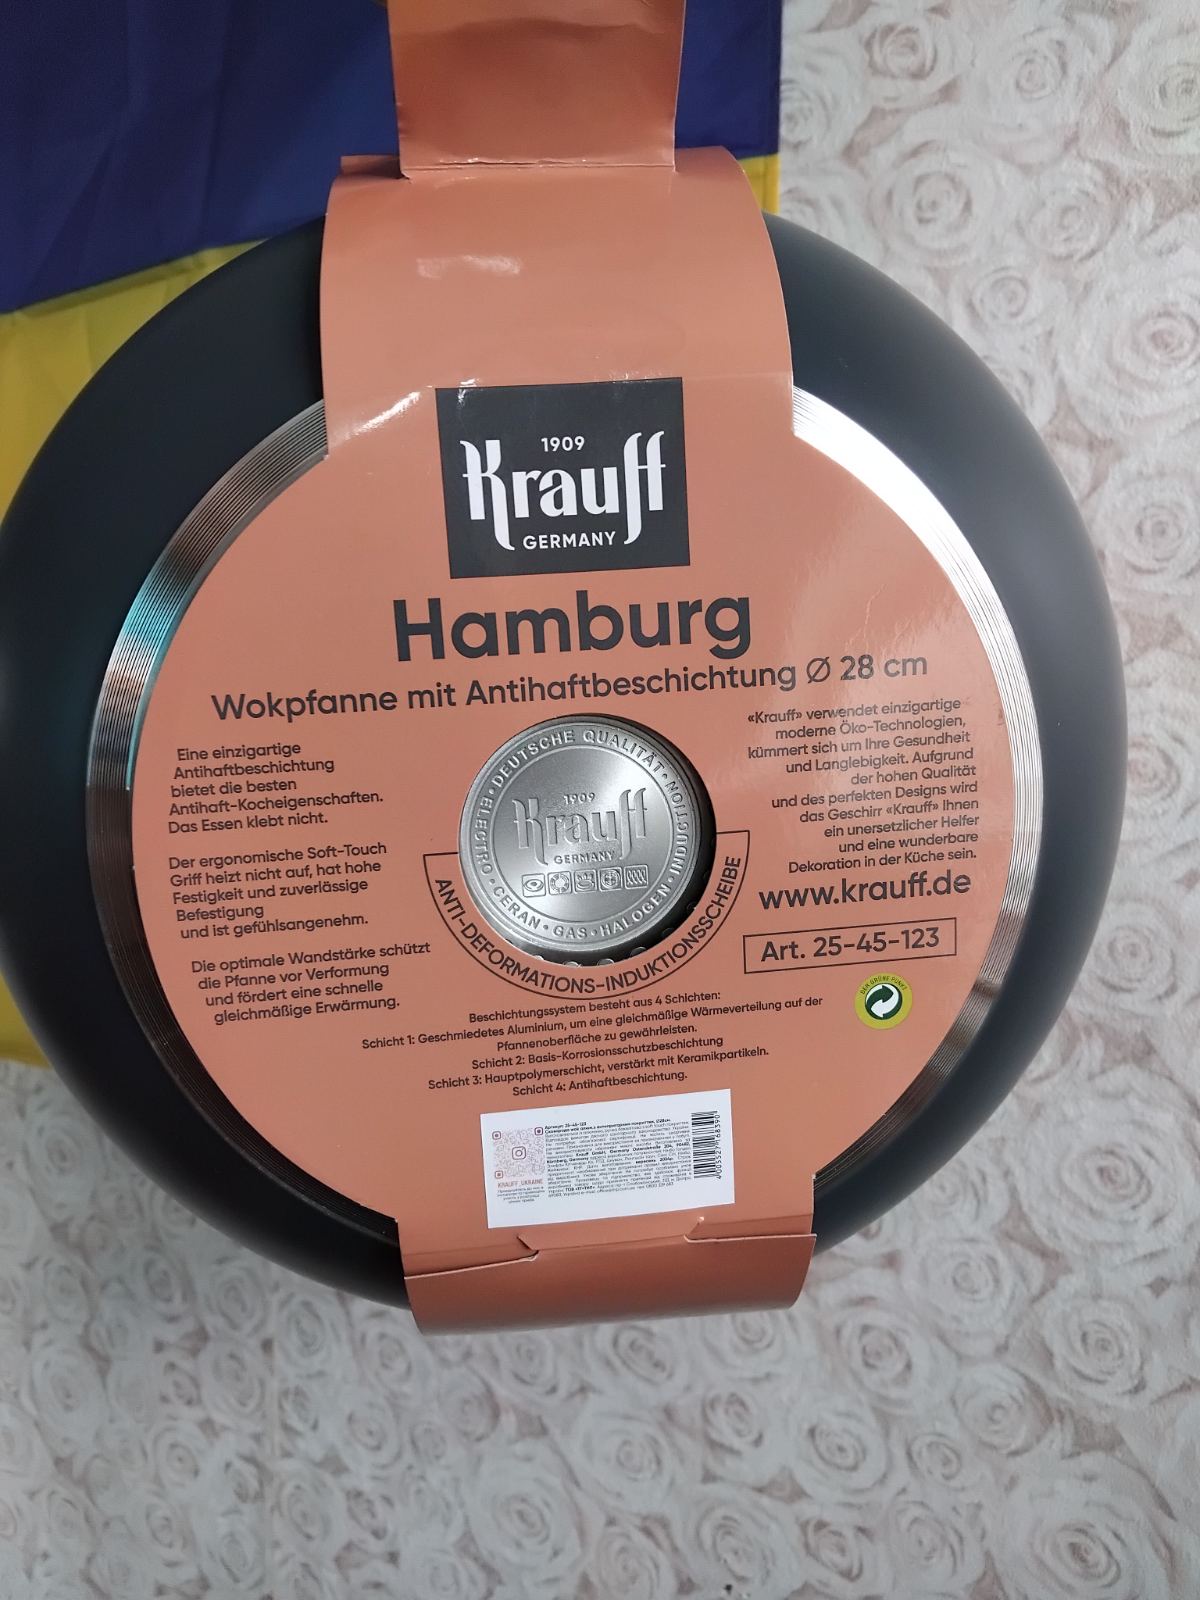 1909
Krauff
GERMANY
Hamburg
Wokpfanne mit Antihaftbeschichtung Ø 28 cm
Eine einzigartige
Antihaftbeschichtung
bietet die besten
Antihaft-Kocheigenschaften.
Das Essen klebt nicht.
Der ergonomische Soft-Touch
Griff heizt nicht auf, hat hohe
Festigkeit und zuverlässige
Befestigung
und ist gefühlsangenehm.
Die optimale Wandstärke schützt
die Pfanne vor Verformung
und fördert eine schnelle
gleichmäßige Erwärmung.
• DEUTSCHE QUALITÄT • INDUCTION • HALOGEN • GAS • CERAN • ELECTRO
1909
Krauff
GERMANY
ANTI-DEFORMATIONS-INDUKTIONSSCHEIBE
«Krauff» verwendet einzigartige
moderne Öko-Technologien,
kümmert sich um Ihre Gesundheit
und Langlebigkeit. Aufgrund
der hohen Qualität
und des perfekten Designs wird
das Geschirr «Krauff» Ihnen
ein unersetzlicher Helfer
und eine wunderbare
Dekoration in der Küche sein.
www.krauff.de
Art. 25-45-123
DER GRÜNE PUNKT
Beschichtungssystem besteht aus 4 Schichten:
Schicht 1: Geschmiedetes Aluminium, um eine gleichmäßige Wärmeverteilung auf der
Pfannenoberfläche zu gewährleisten.
Schicht 2: Basis-Korrosionsschutzbeschichtung
Schicht 3: Hauptpolymerschicht, verstärkt mit Keramikpartikeln.
Schicht 4: Antihaftbeschichtung.
KRAUFF_UKRAINE
Артикул: 25-45-123